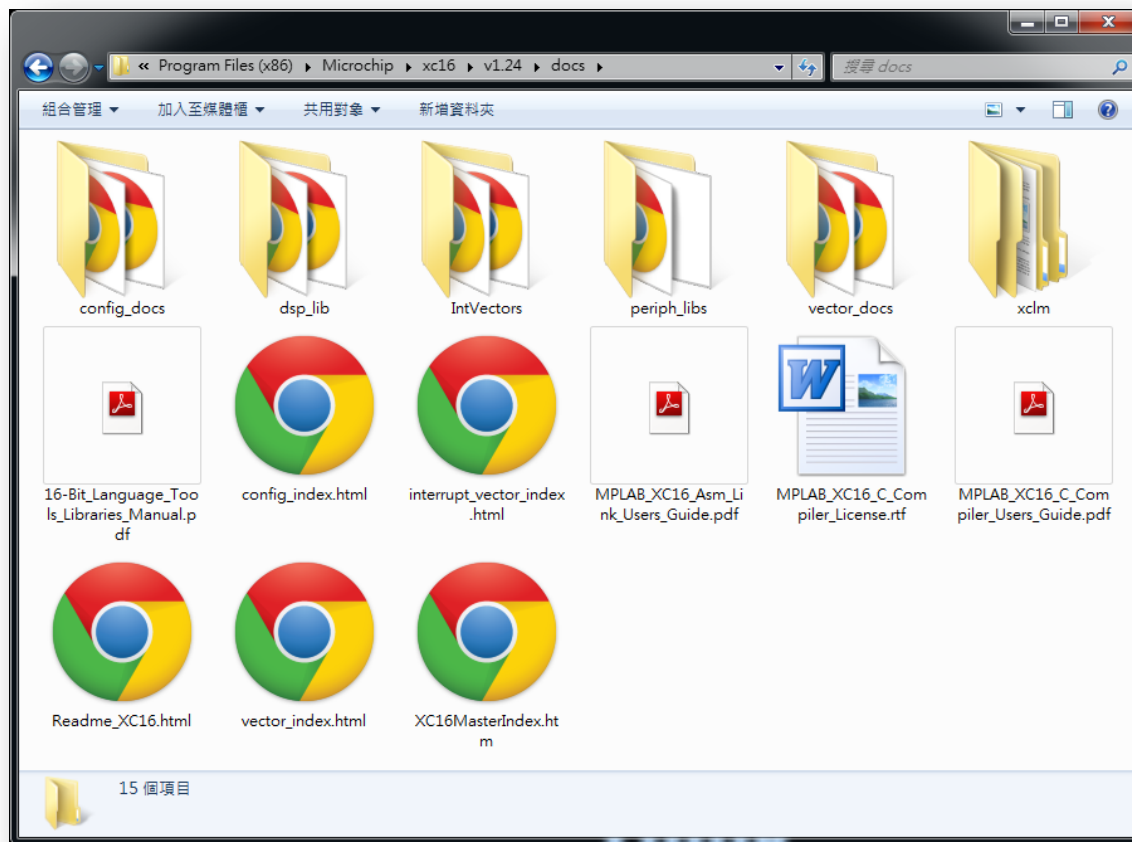 « Program Files (x86) ▸ Microchip ▸ xc16 ▸ v1.24 ▸ docs ▸
搜尋 docs
組合管理 加入至媒體櫃 共用對象 新增資料夾
config_docs
dsp_lib
IntVectors
periph_libs
vector_docs
xclm
16-Bit_Language_Too
ls_Libraries_Manual.p
df
config_index.html
interrupt_vector_index
.html
MPLAB_XC16_Asm_Li
nk_Users_Guide.pdf
MPLAB_XC16_C_Com
piler_License.rtf
MPLAB_XC16_C_Com
piler_Users_Guide.pdf
Readme_XC16.html
vector_index.html
XC16MasterIndex.ht
m
15 個項目